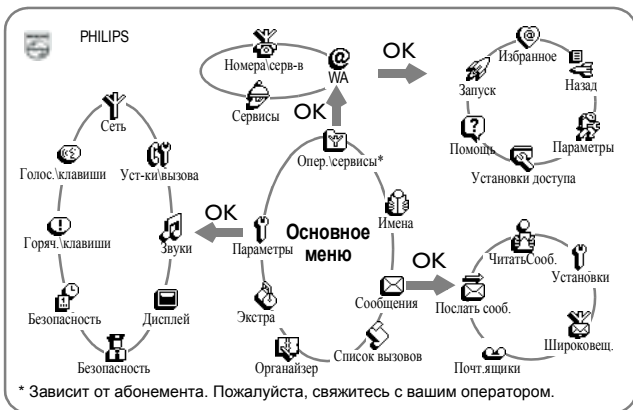 PHILIPS
Номера\серв-в
@
WA
OK
Избранное
Назад
Параметры
Установки доступа
Помощь
Запуск
Сервисы
OK
Опер.\сервисы*
Имена
Сообщения
Список вызовов
Органайзер
Экстра
Параметры
Основное
меню
OK
Сеть
Уст-ки\вызова
Звуки
Дисплей
Безопасность
Безопасность
Горяч.\клавиши
Голос.\клавиши
OK
ЧитатьСооб.
Установки
Широковещ.
Почт.ящики
Послать сооб.
* Зависит от абонемента. Пожалуйста, свяжитесь с вашим оператором.